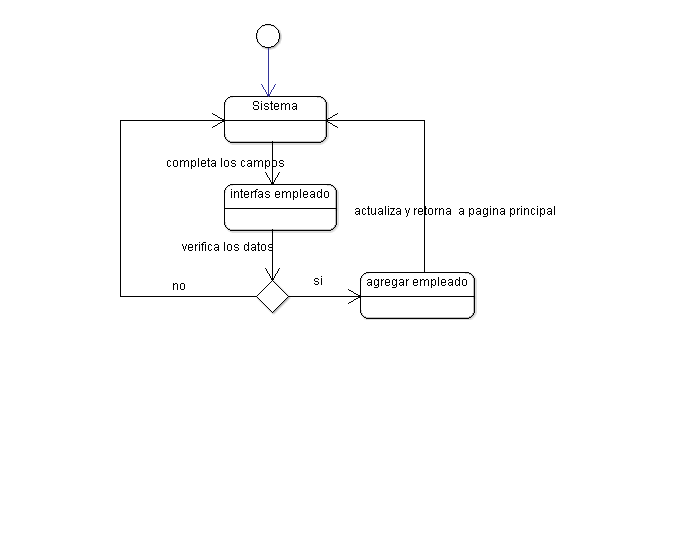 Sistema
completa los campos
interfas empleado
actualiza y retorna a pagina principal
verifica los datos
no
si
agregar empleado